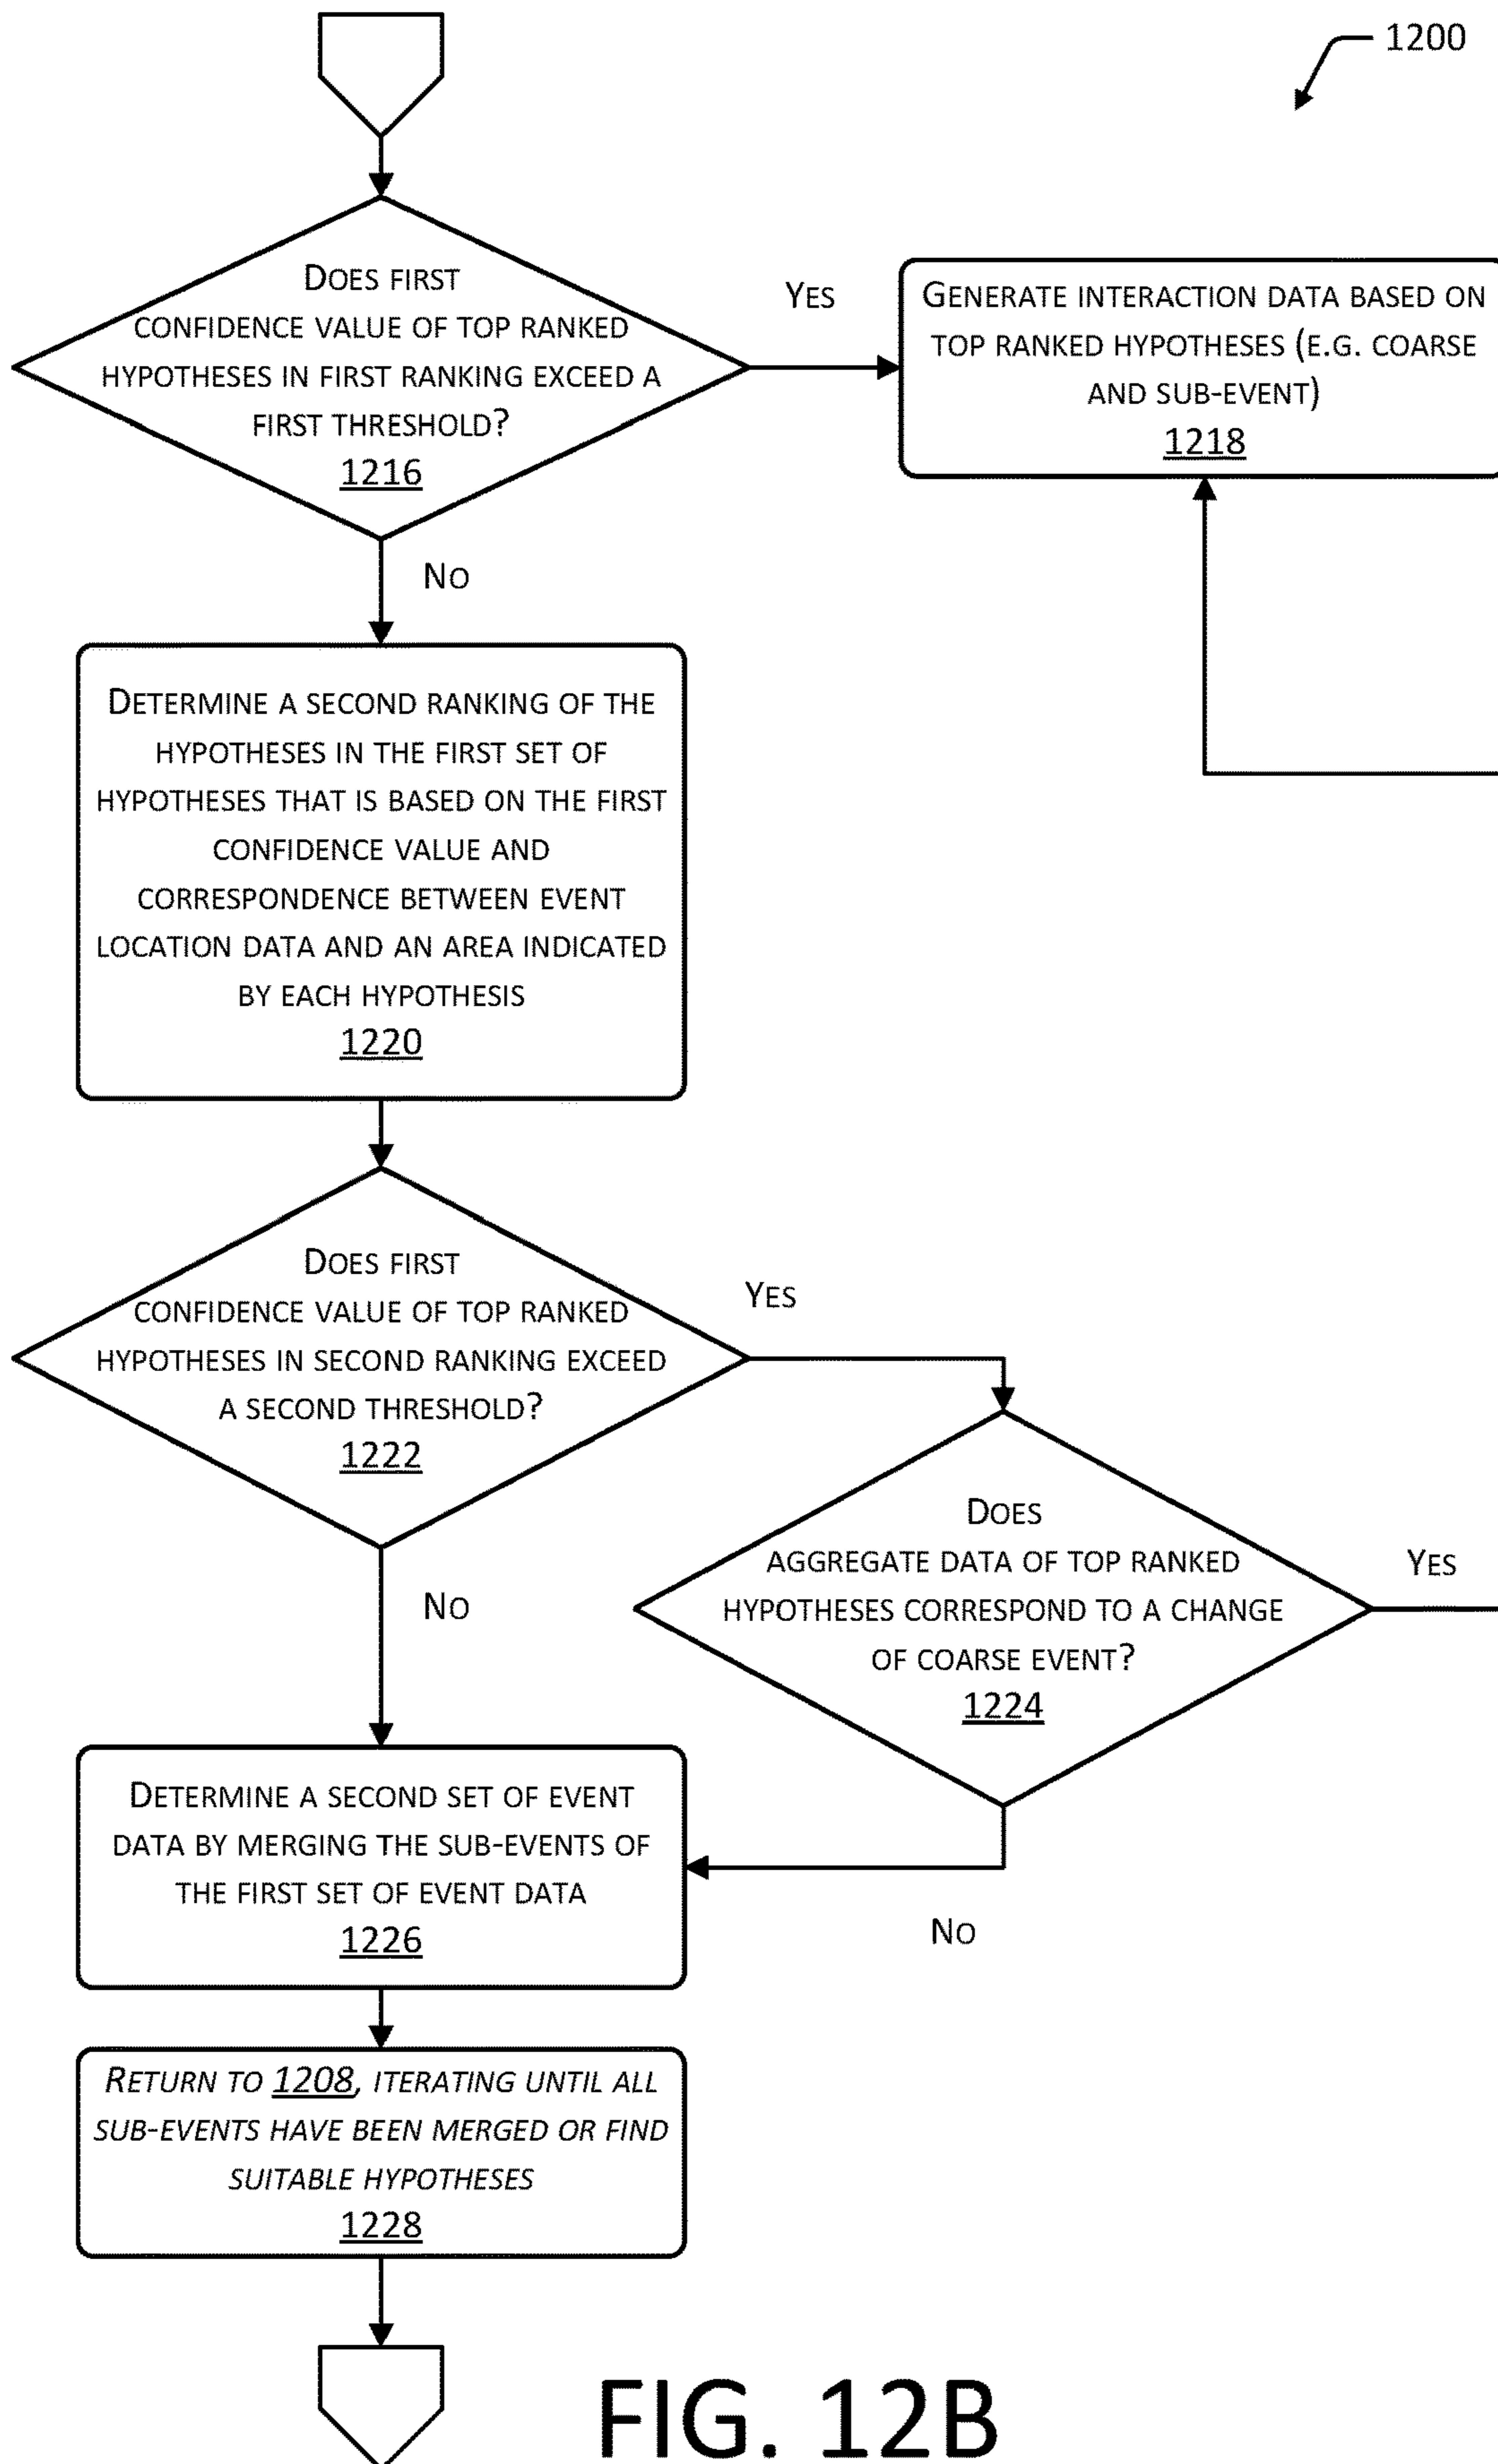 1200
DOES FIRST
CONFIDENCE VALUE OF TOP RANKED
HYPOTHESES IN FIRST RANKING EXCEED A
FIRST THRESHOLD?
1216
YES
GENERATE INTERACTION DATA BASED ON
TOP RANKED HYPOTHESES (E.G. COARSE
AND SUB-EVENT)
1218
NO
DETERMINE A SECOND RANKING OF THE
HYPOTHESES IN THE FIRST SET OF
HYPOTHESES THAT IS BASED ON THE FIRST
CONFIDENCE VALUE AND
CORRESPONDENCE BETWEEN EVENT
LOCATION DATA AND AN AREA INDICATED
BY EACH HYPOTHESIS
1220
DOES FIRST
CONFIDENCE VALUE OF TOP RANKED
HYPOTHESES IN SECOND RANKING EXCEED
A SECOND THRESHOLD?
1222
YES
NO
DOES
AGGREGATE DATA OF TOP RANKED
HYPOTHESES CORRESPOND TO A CHANGE
OF COARSE EVENT?
1224
YES
NO
DETERMINE A SECOND SET OF EVENT
DATA BY MERGING THE SUB-EVENTS OF
THE FIRST SET OF EVENT DATA
1226
RETURN TO 1208, ITERATING UNTIL ALL
SUB-EVENTS HAVE BEEN MERGED OR FIND
SUITABLE HYPOTHESES
1228
FIG. 12B